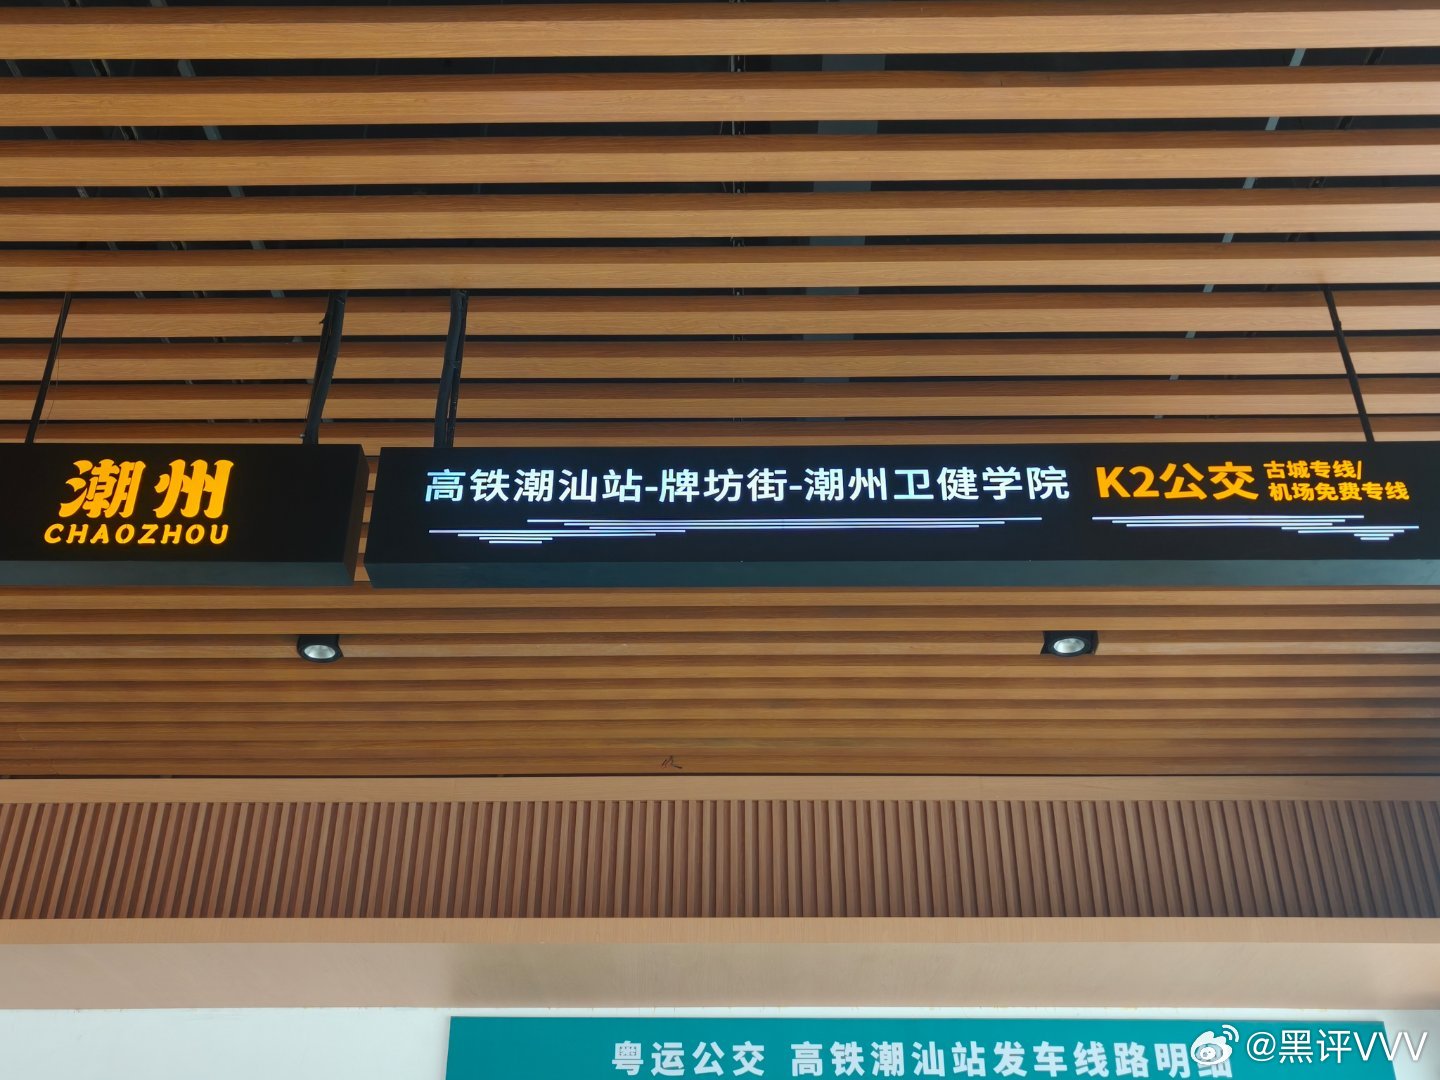 潮州
CHAOZHOU
高铁潮汕站-牌坊街-潮州卫健学院
K2公交
古城专线/
机场免费专线
粤运公交 高铁潮汕站发车线路明细
@黑评VVV